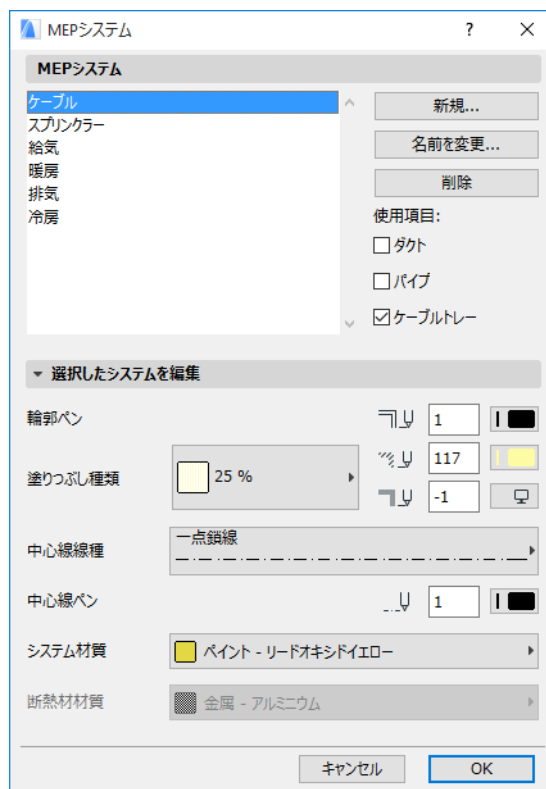 MEPシステム
?
MEPシステム
ケーブル
スプリンクラー
給気
暖房
排気
冷房
新規...
名前を変更...
削除
使用項目:
ダクト
パイプ
ケーブルトレー
選択したシステムを編集
輪郭ペン
1
塗りつぶし種類
25 %
117
-1
中心線線種
一点鎖線
中心線ペン
1
システム材質
ペイント - リードオキシドイエロー
断熱材材質
金属 - アルミニウム
キャンセル
OK